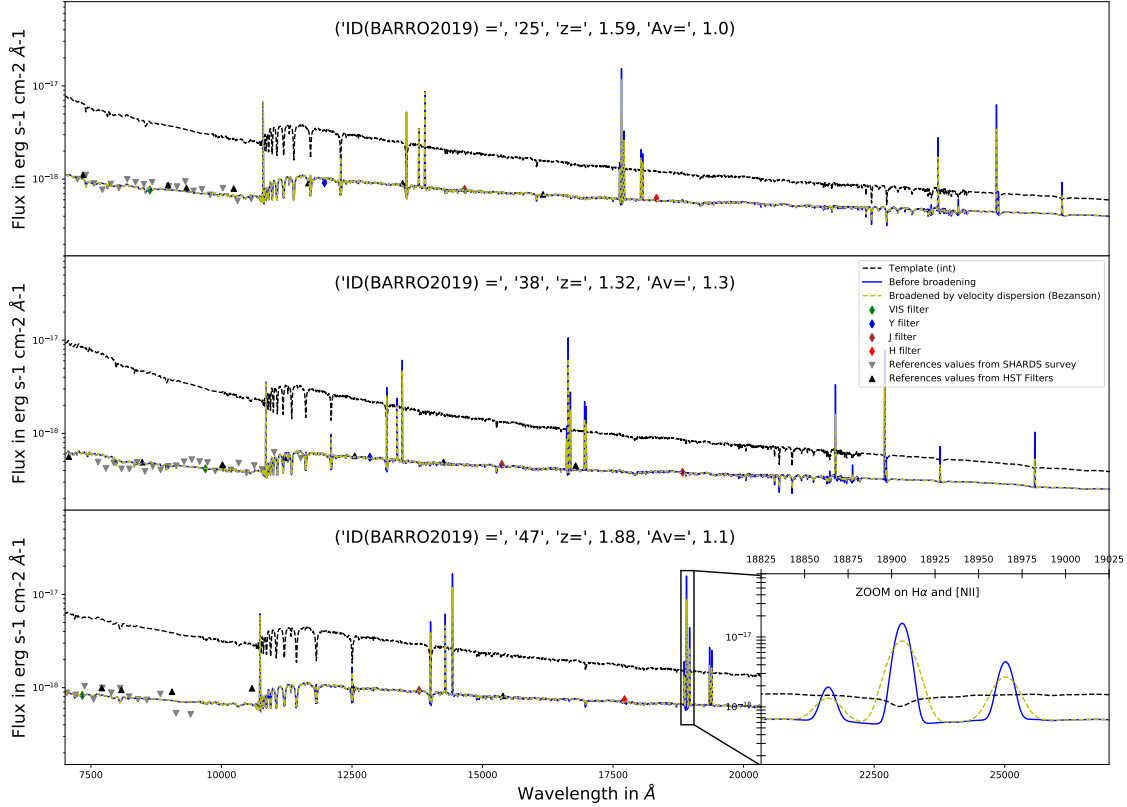 ('ID(BARRO2019) =', '25', 'z=', 1.59, 'Av=', 1.0)
Flux in erg s-1 cm-2 Å-1
10⁻¹⁷
10⁻¹⁸
('ID(BARRO2019) =', '38', 'z=', 1.32, 'Av=', 1.3)
Flux in erg s-1 cm-2 Å-1
10⁻¹⁷
10⁻¹⁸
Template (int)
Before broadening
Broadened by velocity dispersion (Bezanson)
VIS filter
Y filter
J filter
H filter
References values from SHARDS survey
References values from HST Filters
('ID(BARRO2019) =', '47', 'z=', 1.88, 'Av=', 1.1)
Flux in erg s-1 cm-2 Å-1
10⁻¹⁷
10⁻¹⁸
18825 18850 18875 18900 18925 18950 18975 19000 19025
ZOOM on Hα and [NII]
10⁻¹⁷
10⁻¹⁸
7500 10000 12500 15000 17500 20000 22500 25000
Wavelength in Å